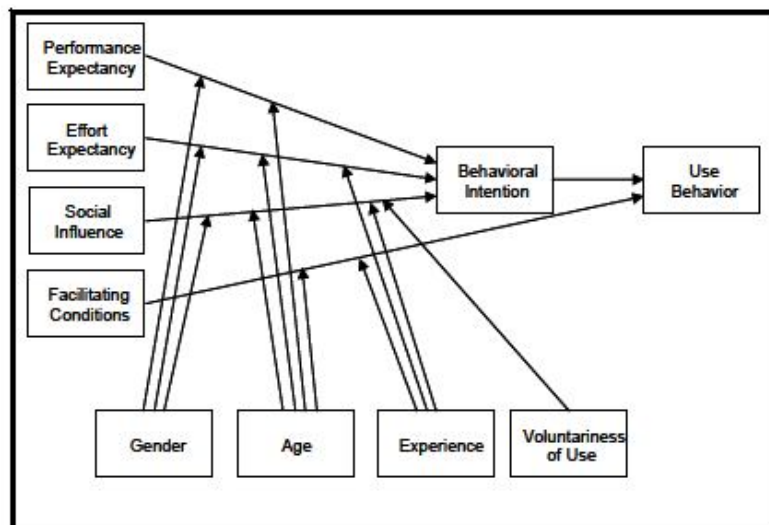 Performance
Expectancy
Effort
Expectancy
Social
Influence
Facilitating
Conditions
Behavioral
Intention
Use
Behavior
Gender
Age
Experience
Voluntariness
of Use